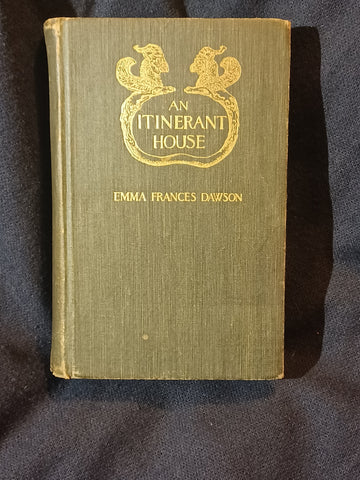 AN
ITINERANT
HOUSE
EMMA FRANCES DAWSON